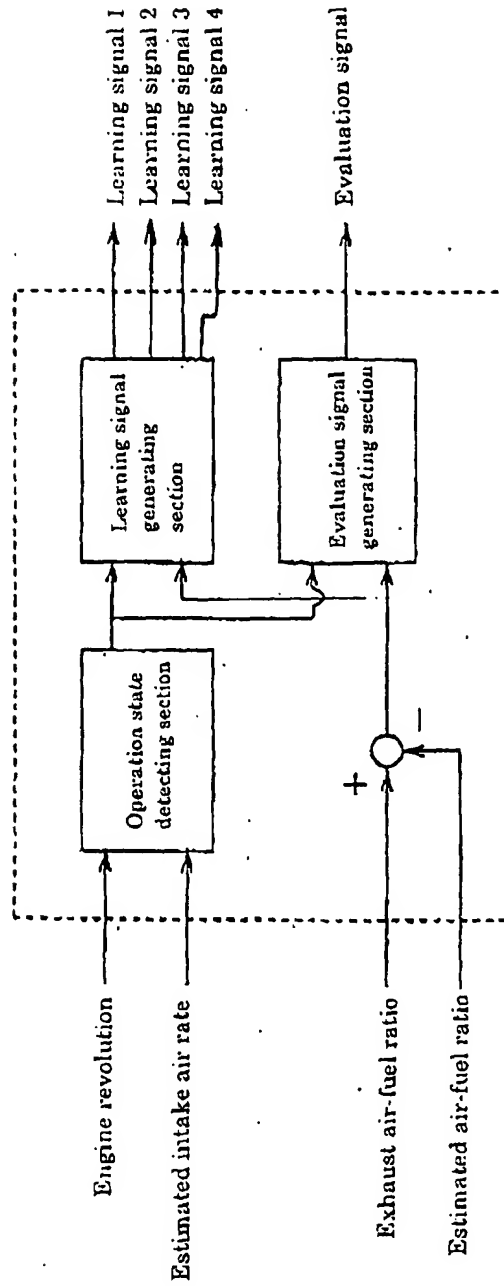 Engine revolution
Estimated intake air rate
Exhaust air-fuel ratio
Estimated air-fuel ratio
Operation state
detecting section
+
−
Learning signal
generating
section
Evaluation signal
generating section
Learning signal 1
Learning signal 2
Learning signal 3
Learning signal 4
Evaluation signal